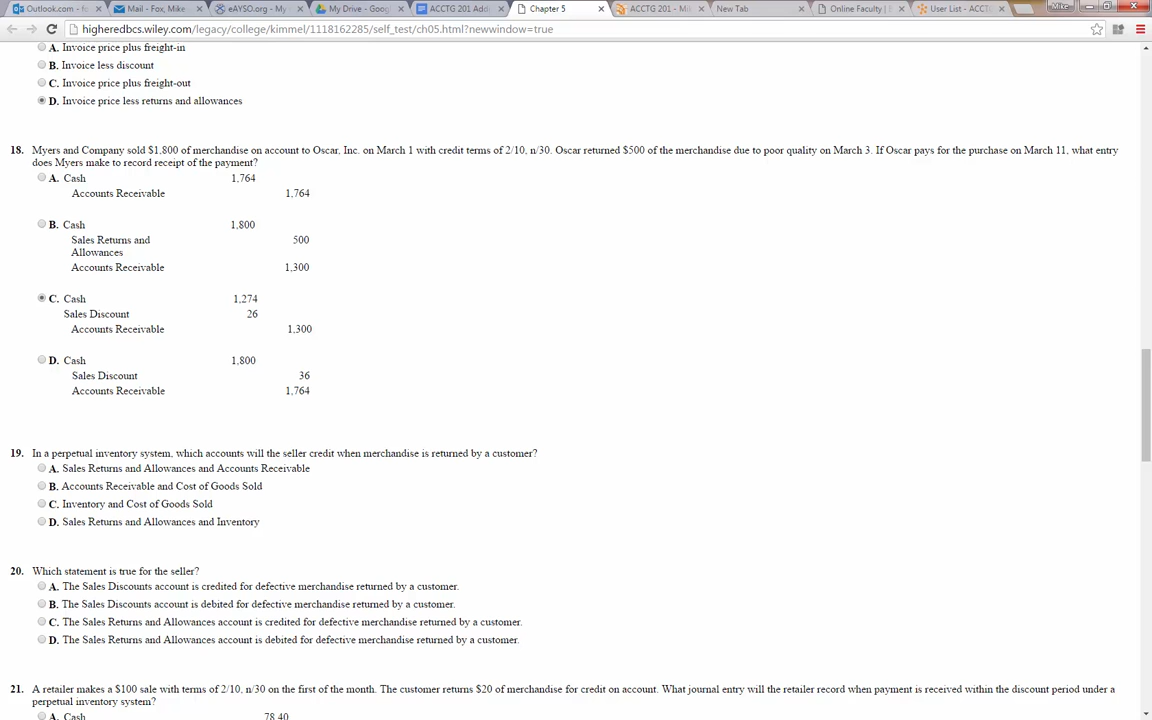 Outlook.com - fo
Mail - Fox, Mike
eAYSO.org - My
My Drive - Goog
ACCTG 201 Addi
Chapter 5
ACCTG 201 - Mi
New Tab
Online Faculty |
User List - ACCT
Mike
higheredbcs.wiley.com/legacy/college/kimmel/1118162285/self_test/ch05.html?newwindow=true
A. Invoice price plus freight-in
B. Invoice less discount
C. Invoice price plus freight-out
D. Invoice price less returns and allowances
18. Myers and Company sold $1,800 of merchandise on account to Oscar, Inc. on March 1 with credit terms of 2/10, n/30. Oscar returned $500 of the merchandise due to poor quality on March 3. If Oscar pays for the purchase on March 11, what entry
does Myers make to record receipt of the payment?
A. Cash 1,764
Accounts Receivable 1,764
B. Cash 1,800
Sales Returns and 500
Allowances
Accounts Receivable 1,300
C. Cash 1,274
Sales Discount 26
Accounts Receivable 1,300
D. Cash 1,800
Sales Discount 36
Accounts Receivable 1,764
19. In a perpetual inventory system, which accounts will the seller credit when merchandise is returned by a customer?
A. Sales Returns and Allowances and Accounts Receivable
B. Accounts Receivable and Cost of Goods Sold
C. Inventory and Cost of Goods Sold
D. Sales Returns and Allowances and Inventory
20. Which statement is true for the seller?
A. The Sales Discounts account is credited for defective merchandise returned by a customer.
B. The Sales Discounts account is debited for defective merchandise returned by a customer.
C. The Sales Returns and Allowances account is credited for defective merchandise returned by a customer.
D. The Sales Returns and Allowances account is debited for defective merchandise returned by a customer.
21. A retailer makes a $100 sale with terms of 2/10, n/30 on the first of the month. The customer returns $20 of merchandise for credit on account. What journal entry will the retailer record when payment is received within the discount period under a
perpetual inventory system?
A. Cash 78.40